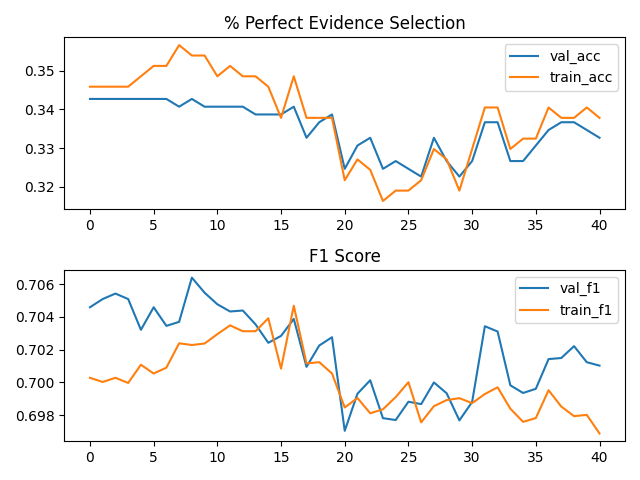 % Perfect Evidence Selection
0.35
0.34
0.33
0.32
val_acc
train_acc
0 5 10 15 20 25 30 35 40
F1 Score
0.706
0.704
0.702
0.700
0.698
val_f1
train_f1
0 5 10 15 20 25 30 35 40